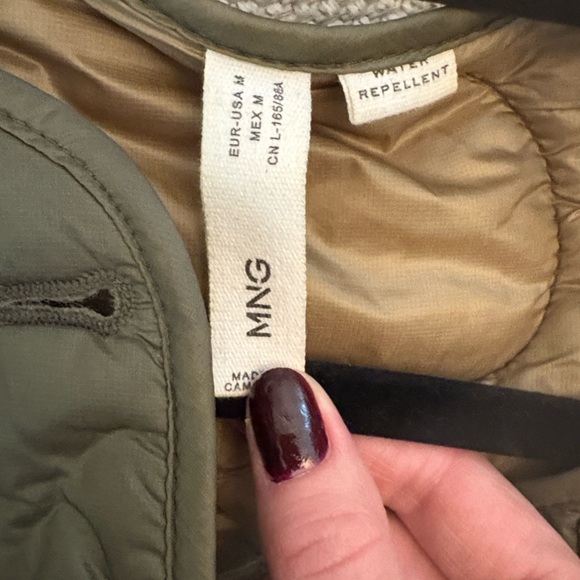 EUR-USA M
MEX M
CN L-165/88A
MNG
WATER
REPELLENT